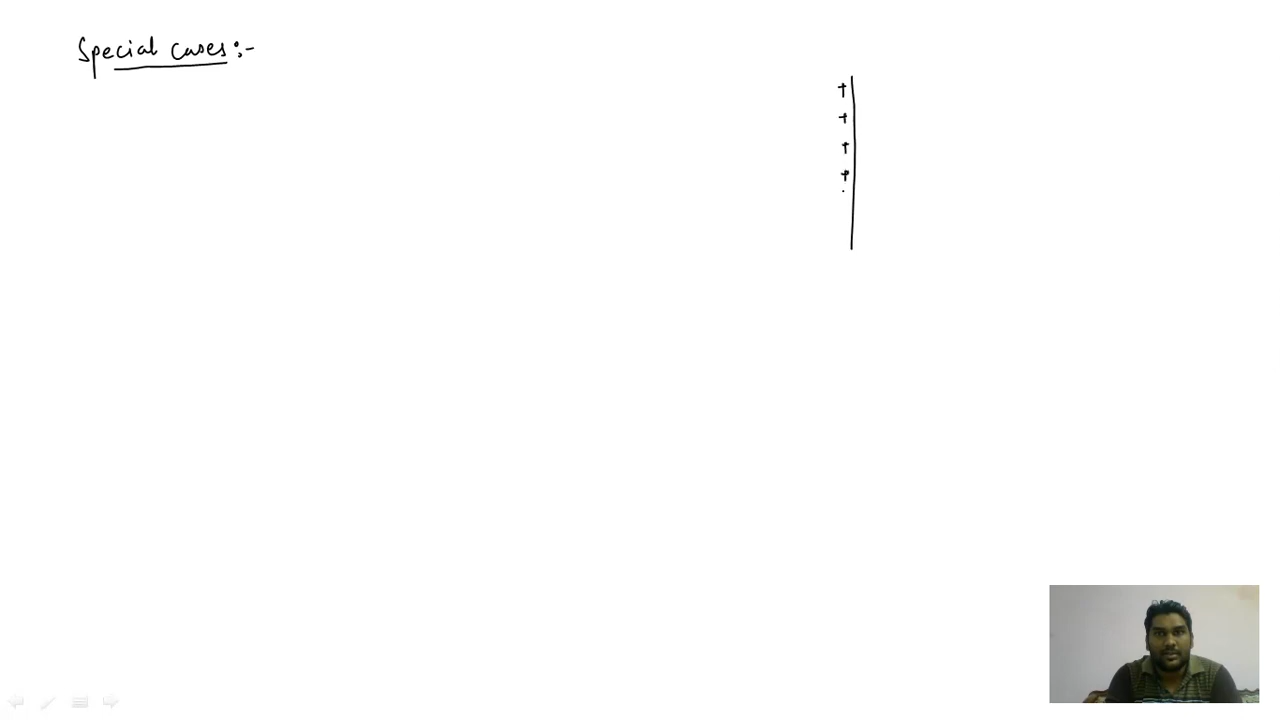 Special cases :-
+
+
+
+